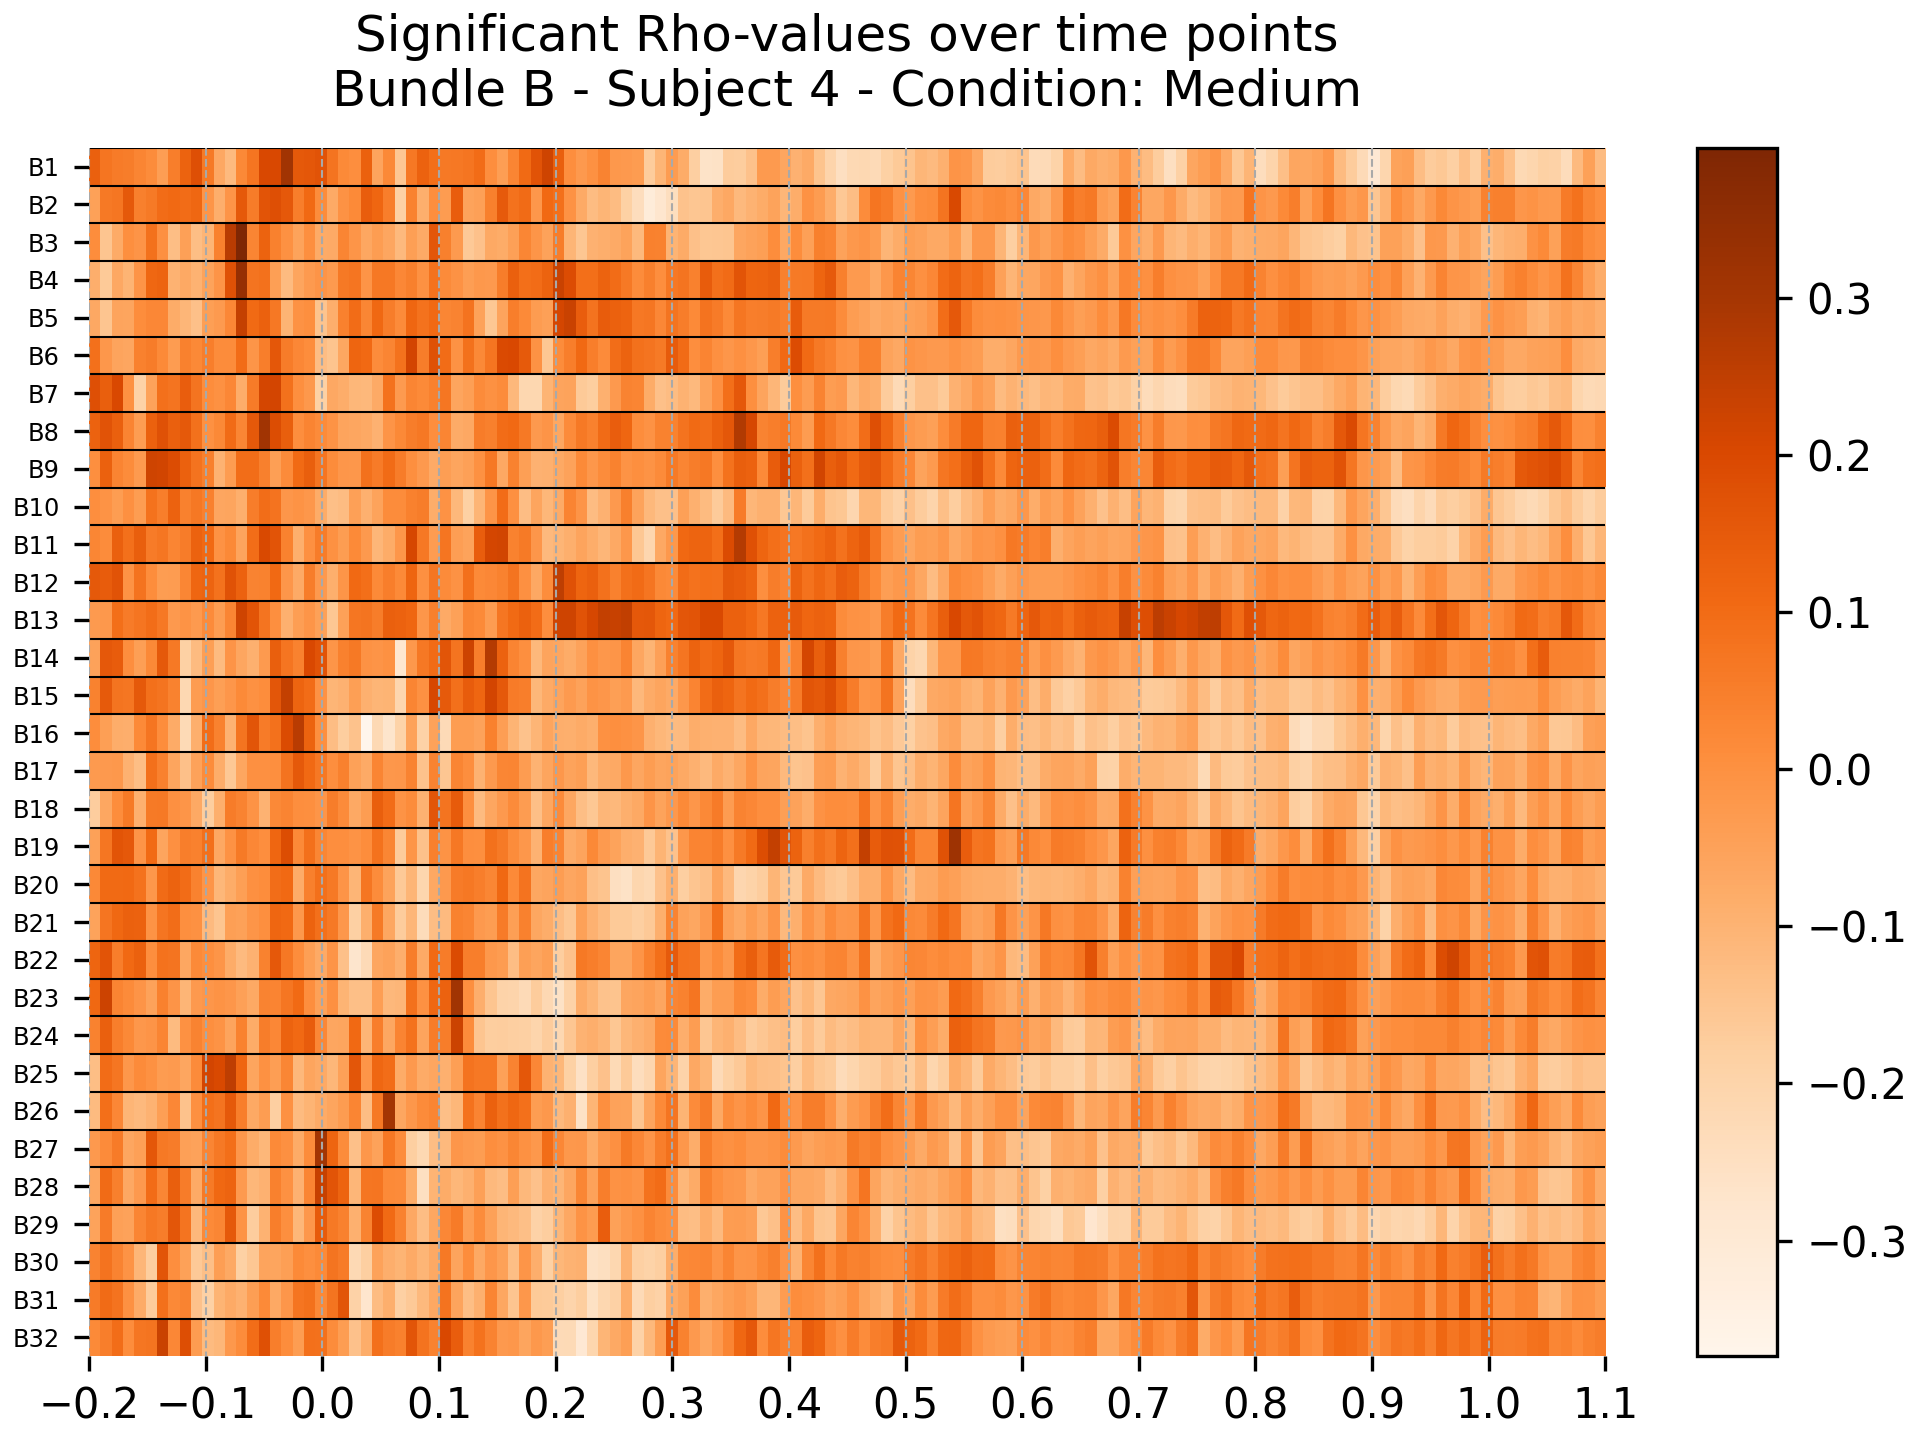 Significant Rho-values over time points
Bundle B - Subject 4 - Condition: Medium
B1
B2
B3
B4
B5
B6
B7
B8
B9
B10
B11
B12
B13
B14
B15
B16
B17
B18
B19
B20
B21
B22
B23
B24
B25
B26
B27
B28
B29
B30
B31
B32
−0.2 −0.1 0.0 0.1 0.2 0.3 0.4 0.5 0.6 0.7 0.8 0.9 1.0 1.1
0.3
0.2
0.1
0.0
−0.1
−0.2
−0.3